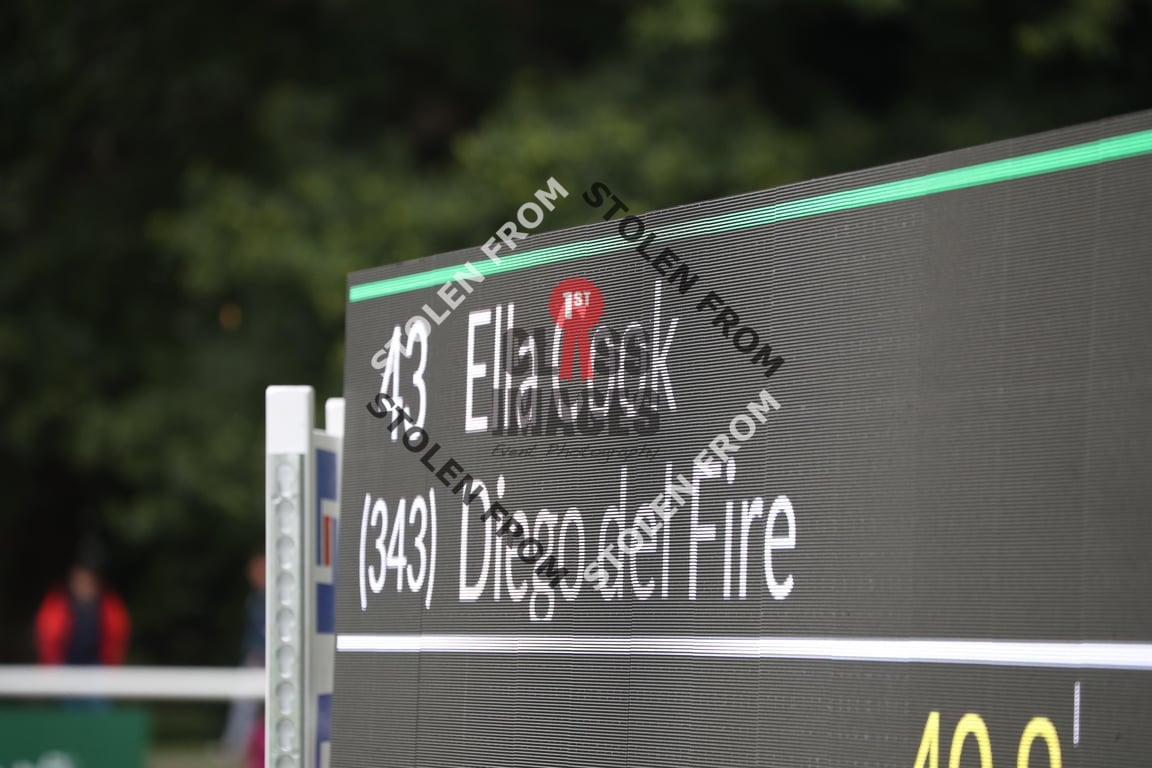 STOLEN FROM STOLEN FROM
43 Ella Cook
1ST
IMAGES
Event Photography
STOLEN FROM STOLEN FROM
(343) Diego del Fire